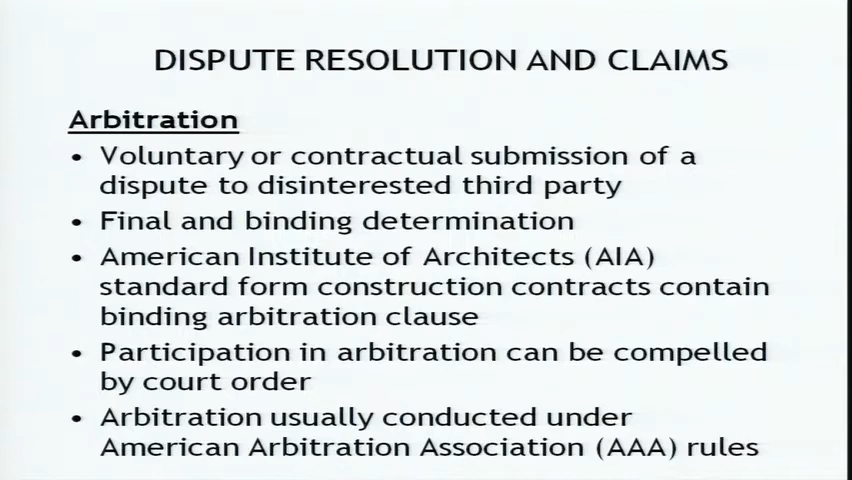 DISPUTE RESOLUTION AND CLAIMS
Arbitration
• Voluntary or contractual submission of a
dispute to disinterested third party
• Final and binding determination
• American Institute of Architects (AIA)
standard form construction contracts contain
binding arbitration clause
• Participation in arbitration can be compelled
by court order
• Arbitration usually conducted under
American Arbitration Association (AAA) rules